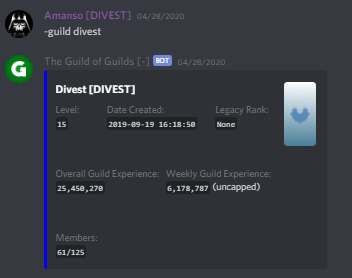 Amanso [DIVEST] 04/28/2020
-guild divest
The Guild of Guilds [-] BOT 04/28/2020
Divest [DIVEST]
Level: Date Created: Legacy Rank:
15 2019-09-19 16:18:50 None
Overall Guild Experience: Weekly Guild Experience:
25,450,270 6,178,787 (uncapped)
Members:
61/125